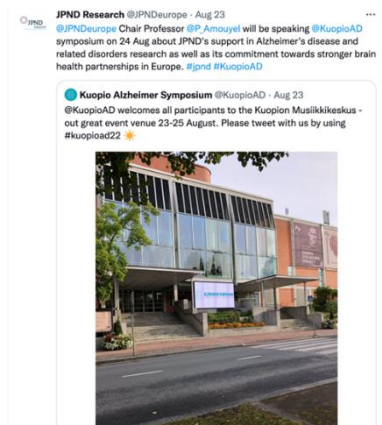 JPND
JPND Research @JPNDeurope · Aug 23
@JPNDeurope Chair Professor @P_Amouyel will be speaking @KuopioAD
symposium on 24 Aug about JPND's support in Alzheimer's disease and
related disorders research as well as its commitment towards stronger brain
health partnerships in Europe. #jpnd #KuopioAD
Kuopio Alzheimer Symposium @KuopioAD · Aug 23
@KuopioAD welcomes all participants to the Kuopion Musiikkikeskus -
out great event venue 23-25 August. Please tweet with us by using
#kuopioad22 ☀️